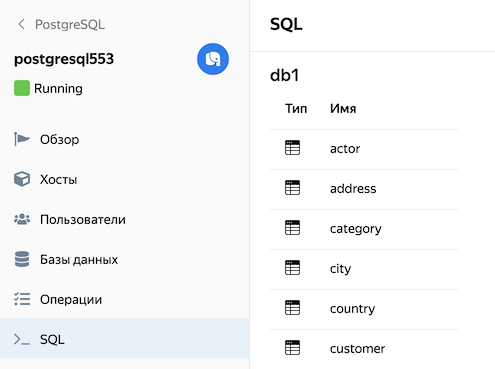 PostgreSQL
postgresql553
Running
Обзор
Хосты
Пользователи
Базы данных
Операции
SQL
SQL
db1
Тип Имя
actor
address
category
city
country
customer